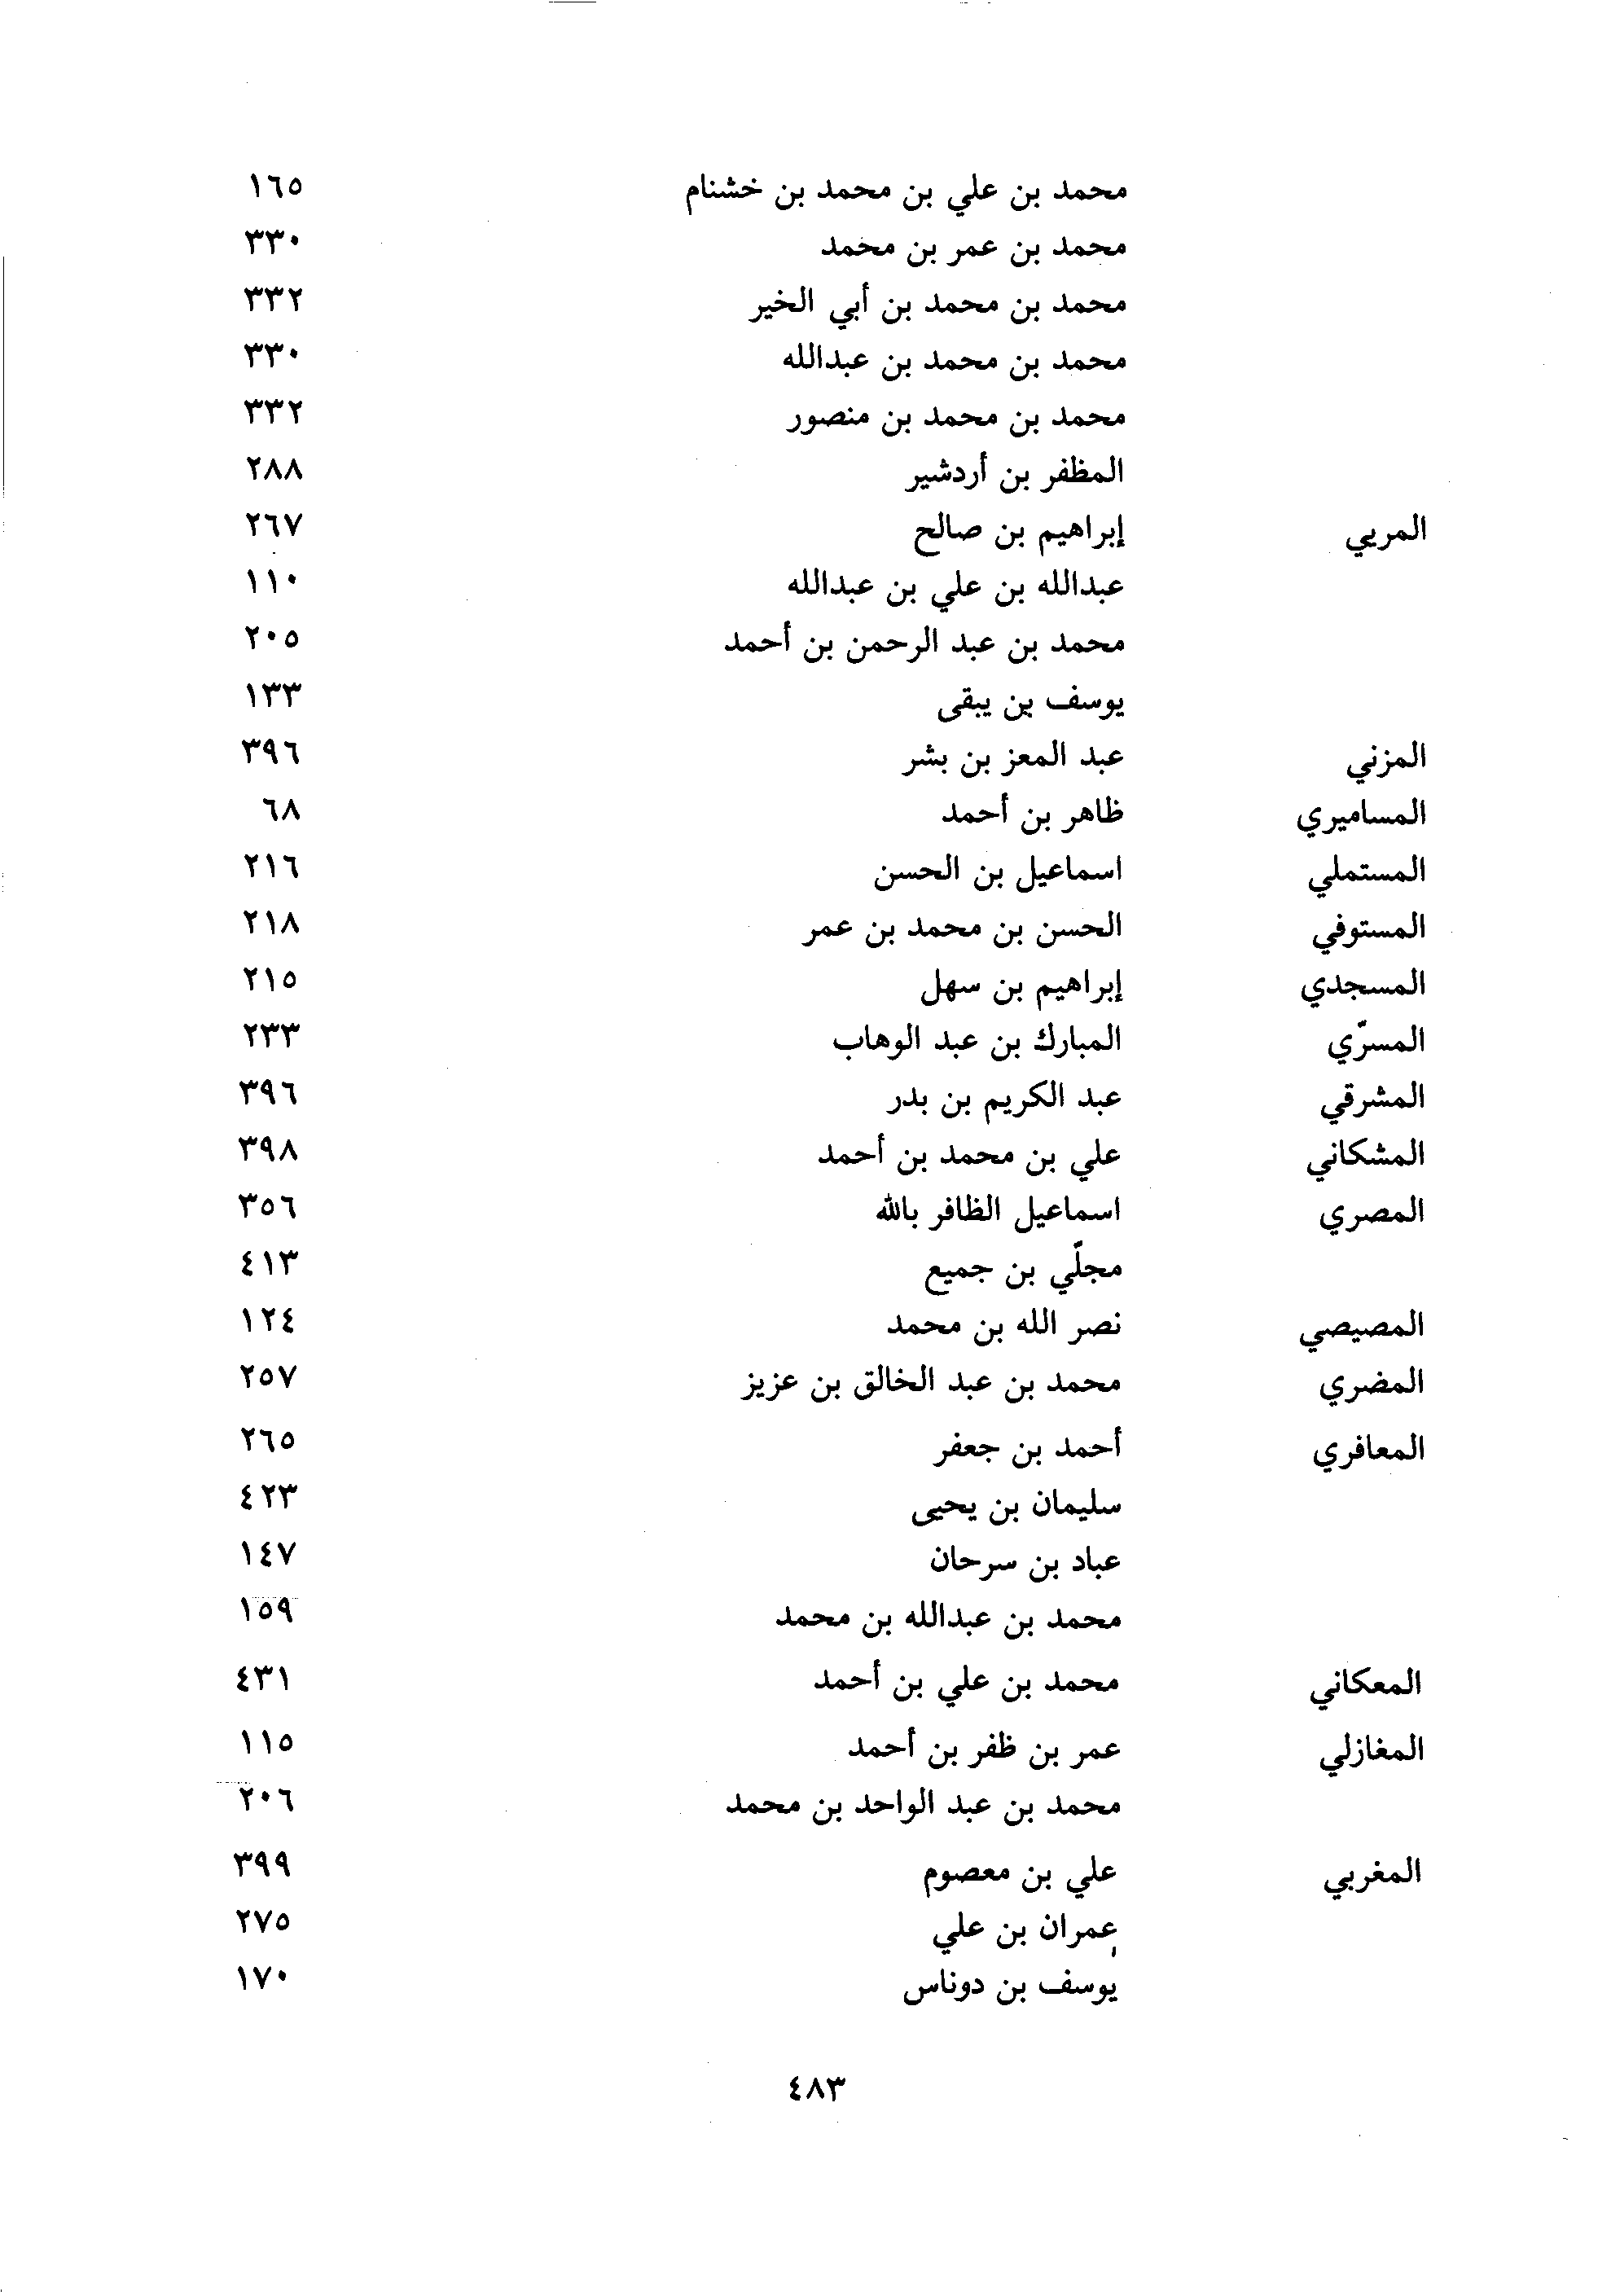 محمد بن علي بن محمد بن خشنام ١٦٥
محمد بن عمر بن محمد ٣٣٠
محمد بن محمد بن أبي الخير ٣٣٢
محمد بن محمد بن عبدالله ٣٣٠
محمد بن محمد بن منصور ٣٣٢
المظفر بن أردشير ٢٨٨
المريي إبراهيم بن صالح ٢٦٧
عبدالله بن علي بن عبدالله ١١٠
محمد بن عبد الرحمن بن أحمد ٢٠٥
يوسف بن يبقى ١٣٣
المزني عبد المعز بن بشر ٣٩٦
المساميري ظاهر بن أحمد ٦٨
المستملي اسماعيل بن الحسن ٢١٦
المستوفي الحسن بن محمد بن عمر ٢١٨
المسجدي إبراهيم بن سهل ٢١٥
المسرّي المبارك بن عبد الوهاب ٢٣٣
المشرقي عبد الكريم بن بدر ٣٩٦
المشكاني علي بن محمد بن أحمد ٣٩٨
المصري اسماعيل الظافر بالله ٣٥٦
مجلّي بن جميع ٤١٣
المصيصي نصر الله بن محمد ١٢٤
المضري محمد بن عبد الخالق بن عزيز ٢٥٧
المعافري أحمد بن جعفر ٢٦٥
سليمان بن يحيى ٤٢٣
عباد بن سرحان ١٤٧
محمد بن عبدالله بن محمد ١٥٩
المعكاني محمد بن علي بن أحمد ٤٣١
المغازلي عمر بن ظفر بن أحمد ١١٥
محمد بن عبد الواحد بن محمد ٢٠٦
المغربي علي بن معصوم ٣٩٩
عمران بن علي ٢٧٥
يوسف بن دوناس ١٧٠
٤٨٣